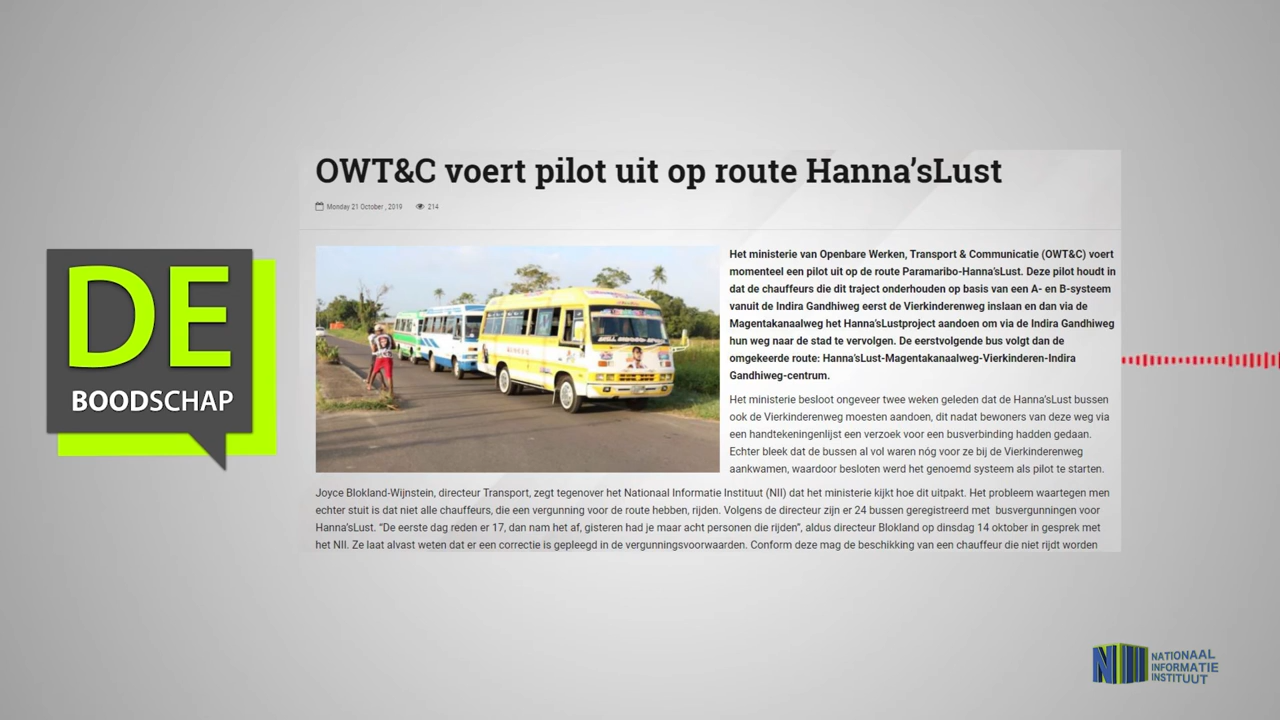 DE
BOODSCHAP
OWT&C voert pilot uit op route Hanna'sLust
Monday 21 October , 2019 214
Het ministerie van Openbare Werken, Transport & Communicatie (OWT&C) voert
momenteel een pilot uit op de route Paramaribo-Hanna'sLust. Deze pilot houdt in
dat de chauffeurs die dit traject onderhouden op basis van een A- en B-systeem
vanuit de Indira Gandhiweg eerst de Vierkinderenweg inslaan en dan via de
Magentakanaalweg het Hanna'sLustproject aandoen om via de Indira Gandhiweg
hun weg naar de stad te vervolgen. De eerstvolgende bus volgt dan de
omgekeerde route: Hanna'sLust-Magentakanaalweg-Vierkinderen-Indira
Gandhiweg-centrum.
Het ministerie besloot ongeveer twee weken geleden dat de Hanna'sLust bussen
ook de Vierkinderenweg moesten aandoen, dit nadat bewoners van deze weg via
een handtekeningenlijst een verzoek voor een busverbinding hadden gedaan.
Echter bleek dat de bussen al vol waren nóg voor ze bij de Vierkinderenweg
aankwamen, waardoor besloten werd het genoemd systeem als pilot te starten.
Joyce Blokland-Wijnstein, directeur Transport, zegt tegenover het Nationaal Informatie Instituut (NII) dat het ministerie kijkt hoe dit uitpakt. Het probleem waartegen men
echter stuit is dat niet alle chauffeurs, die een vergunning voor de route hebben, rijden. Volgens de directeur zijn er 24 bussen geregistreerd met busvergunningen voor
Hanna'sLust. "De eerste dag reden er 17, dan nam het af, gisteren had je maar acht personen die rijden", aldus directeur Blokland op dinsdag 14 oktober in gesprek met
het NII. Ze laat alvast weten dat er een correctie is gepleegd in de vergunningsvoorwaarden. Conform deze mag de beschikking van een chauffeur die niet rijdt worden
NII NATIONAAL
INFORMATIE
INSTITUUT